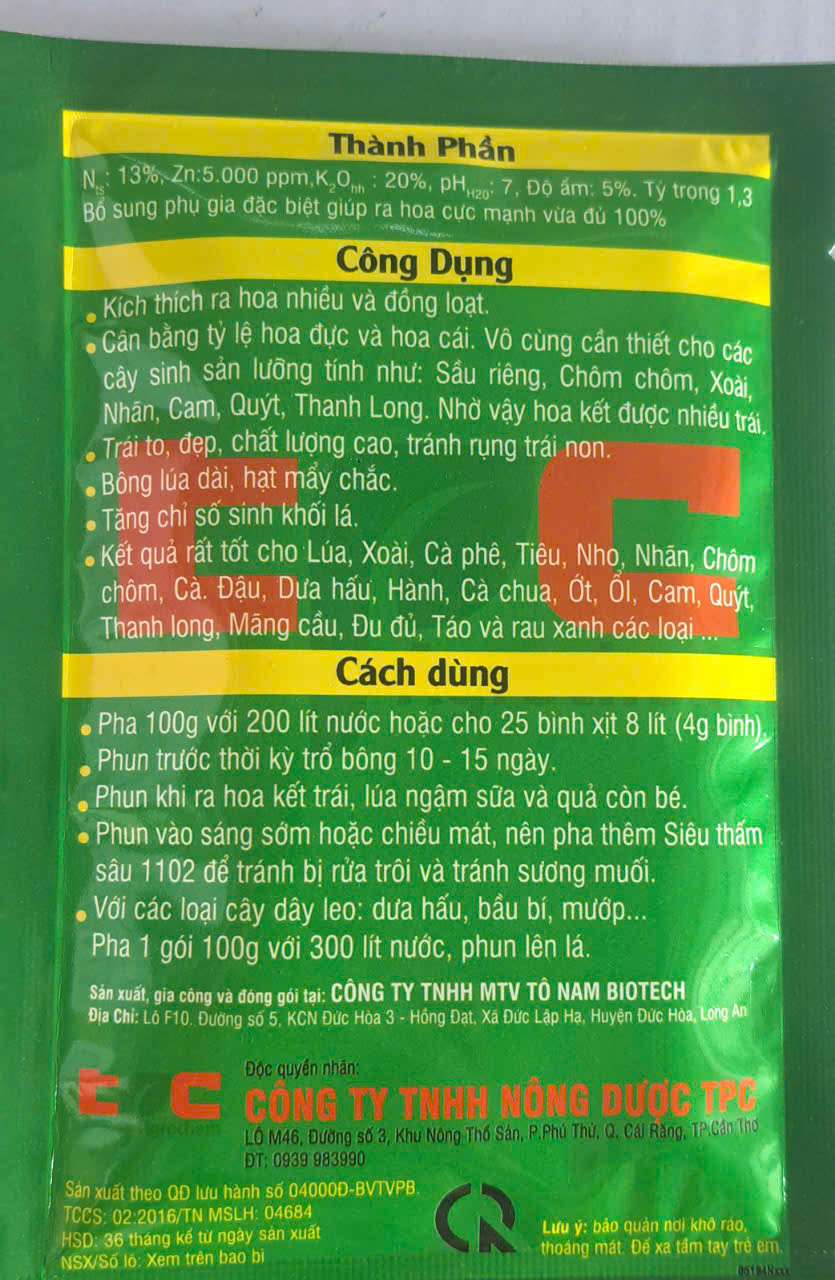 Thành Phần
Nts: 13%, Zn:5.000 ppm,K2Ohh : 20%, pHH20: 7, Độ ẩm: 5%. Tỷ trọng 1,3
Bổ sung phụ gia đặc biệt giúp ra hoa cực mạnh vừa đủ 100%
Công Dụng
• Kích thích ra hoa nhiều và đồng loạt.
• Cân bằng tỷ lệ hoa đực và hoa cái. Vô cùng cần thiết cho các
cây sinh sản lưỡng tính như: Sầu riêng, Chôm chôm, Xoài,
Nhãn, Cam, Quýt, Thanh Long. Nhờ vậy hoa kết được nhiều trái.
• Trái to, đẹp, chất lượng cao, tránh rụng trái non.
• Bông lúa dài, hạt mẩy chắc.
• Tăng chỉ số sinh khối lá.
• Kết quả rất tốt cho Lúa, Xoài, Cà phê, Tiêu, Nho, Nhãn, Chôm
chôm, Cà. Đậu, Dưa hấu, Hành, Cà chua, Ớt, Ổi, Cam, Quýt,
Thanh long, Mãng cầu, Đu đủ, Táo và rau xanh các loại ...
Cách dùng
• Pha 100g với 200 lít nước hoặc cho 25 bình xịt 8 lít (4g bình).
• Phun trước thời kỳ trổ bông 10 - 15 ngày.
• Phun khi ra hoa kết trái, lúa ngậm sữa và quả còn bé.
• Phun vào sáng sớm hoặc chiều mát, nên pha thêm Siêu thấm
sâu 1102 để tránh bị rửa trôi và tránh sương muối.
• Với các loại cây dây leo: dưa hấu, bầu bí, mướp...
Pha 1 gói 100g với 300 lít nước, phun lên lá.
Sản xuất, gia công và đóng gói tại: CÔNG TY TNHH MTV TÔ NAM BIOTECH
Địa Chỉ: Lô F10. Đường số 5, KCN Đức Hòa 3 - Hồng Đạt, Xã Đức Lập Hạ, Huyện Đức Hòa, Long An
Độc quyền nhãn:
CÔNG TY TNHH NÔNG DƯỢC TPC
LÔ M46, Đường số 3, Khu Nông Thổ Sản, P.Phú Thứ, Q. Cái Răng, TP.Cần Thơ
ĐT: 0939 983990
Sản xuất theo QĐ lưu hành số 0400QĐ-BVTVPB.
TCCS: 02:2016/TN MSLH: 04684
HSD: 36 tháng kể từ ngày sản xuất
NSX/Số lô: Xem trên bao bì
Lưu ý: bảo quản nơi khô ráo,
thoáng mát. Để xa tầm tay trẻ em.